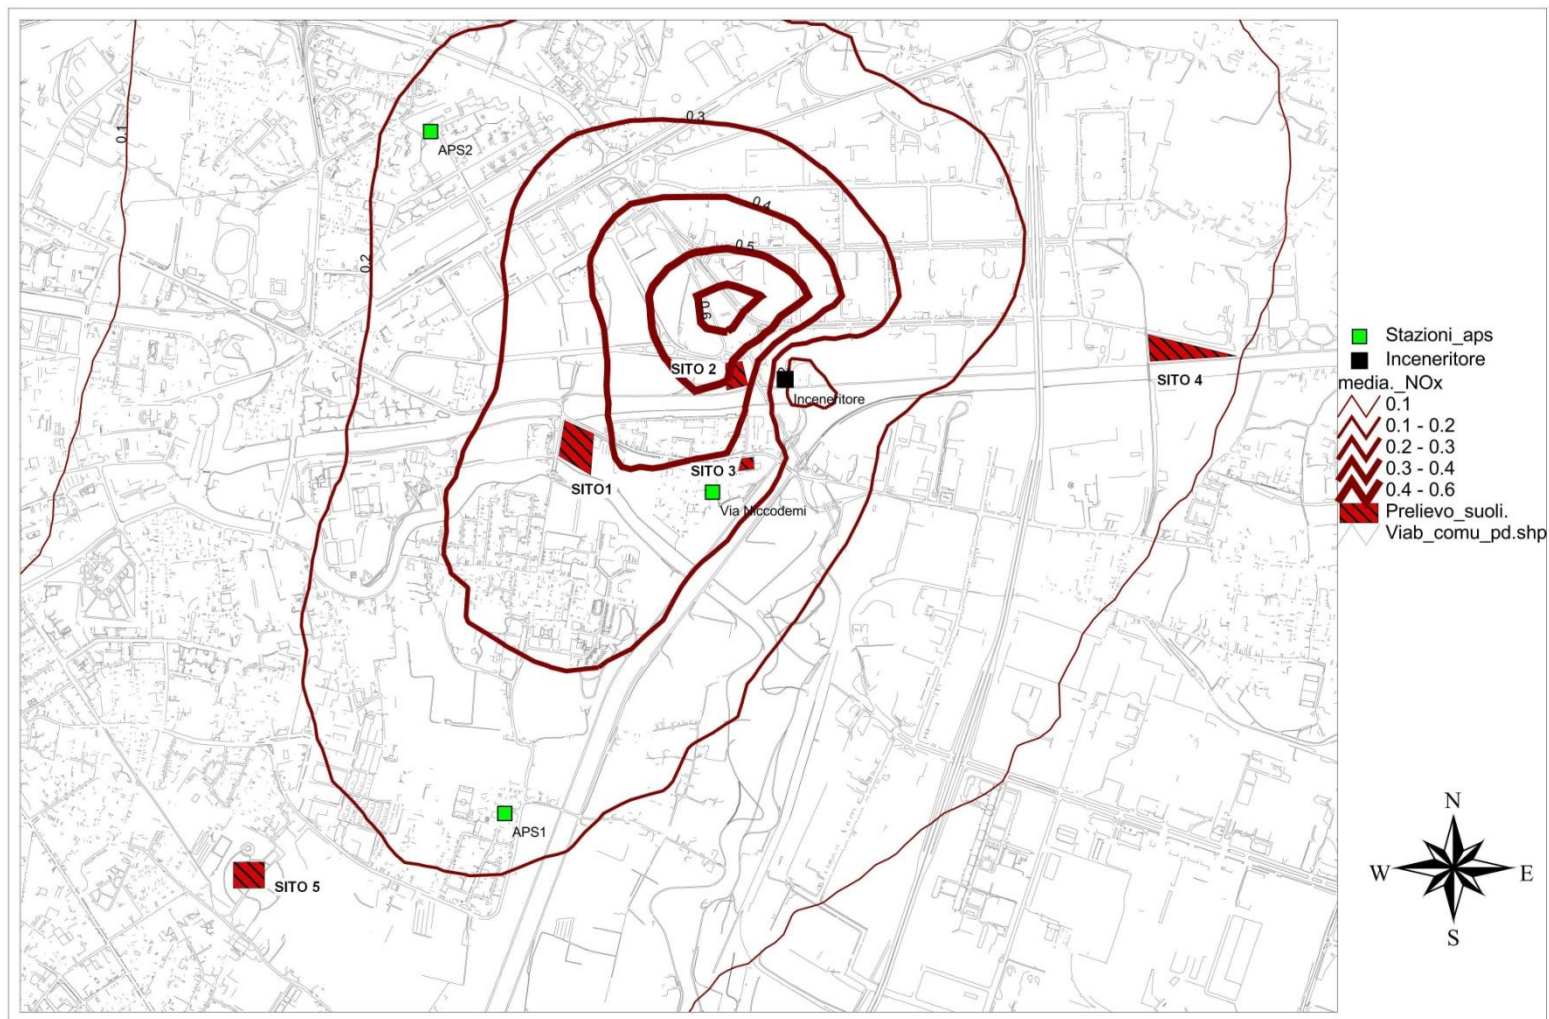 0.3
0.1
APS2
0.4
0.2
0.5
0.6
SITO 2
Inceneritore
SITO 4
SITO1
SITO 3
Via Niccodemi
APS1
SITO 5
Stazioni_aps
Inceneritore
media._NOx
0.1
0.1 - 0.2
0.2 - 0.3
0.3 - 0.4
0.4 - 0.6
Prelievo_suoli.
Viab_comu_pd.shp
N
W E
S